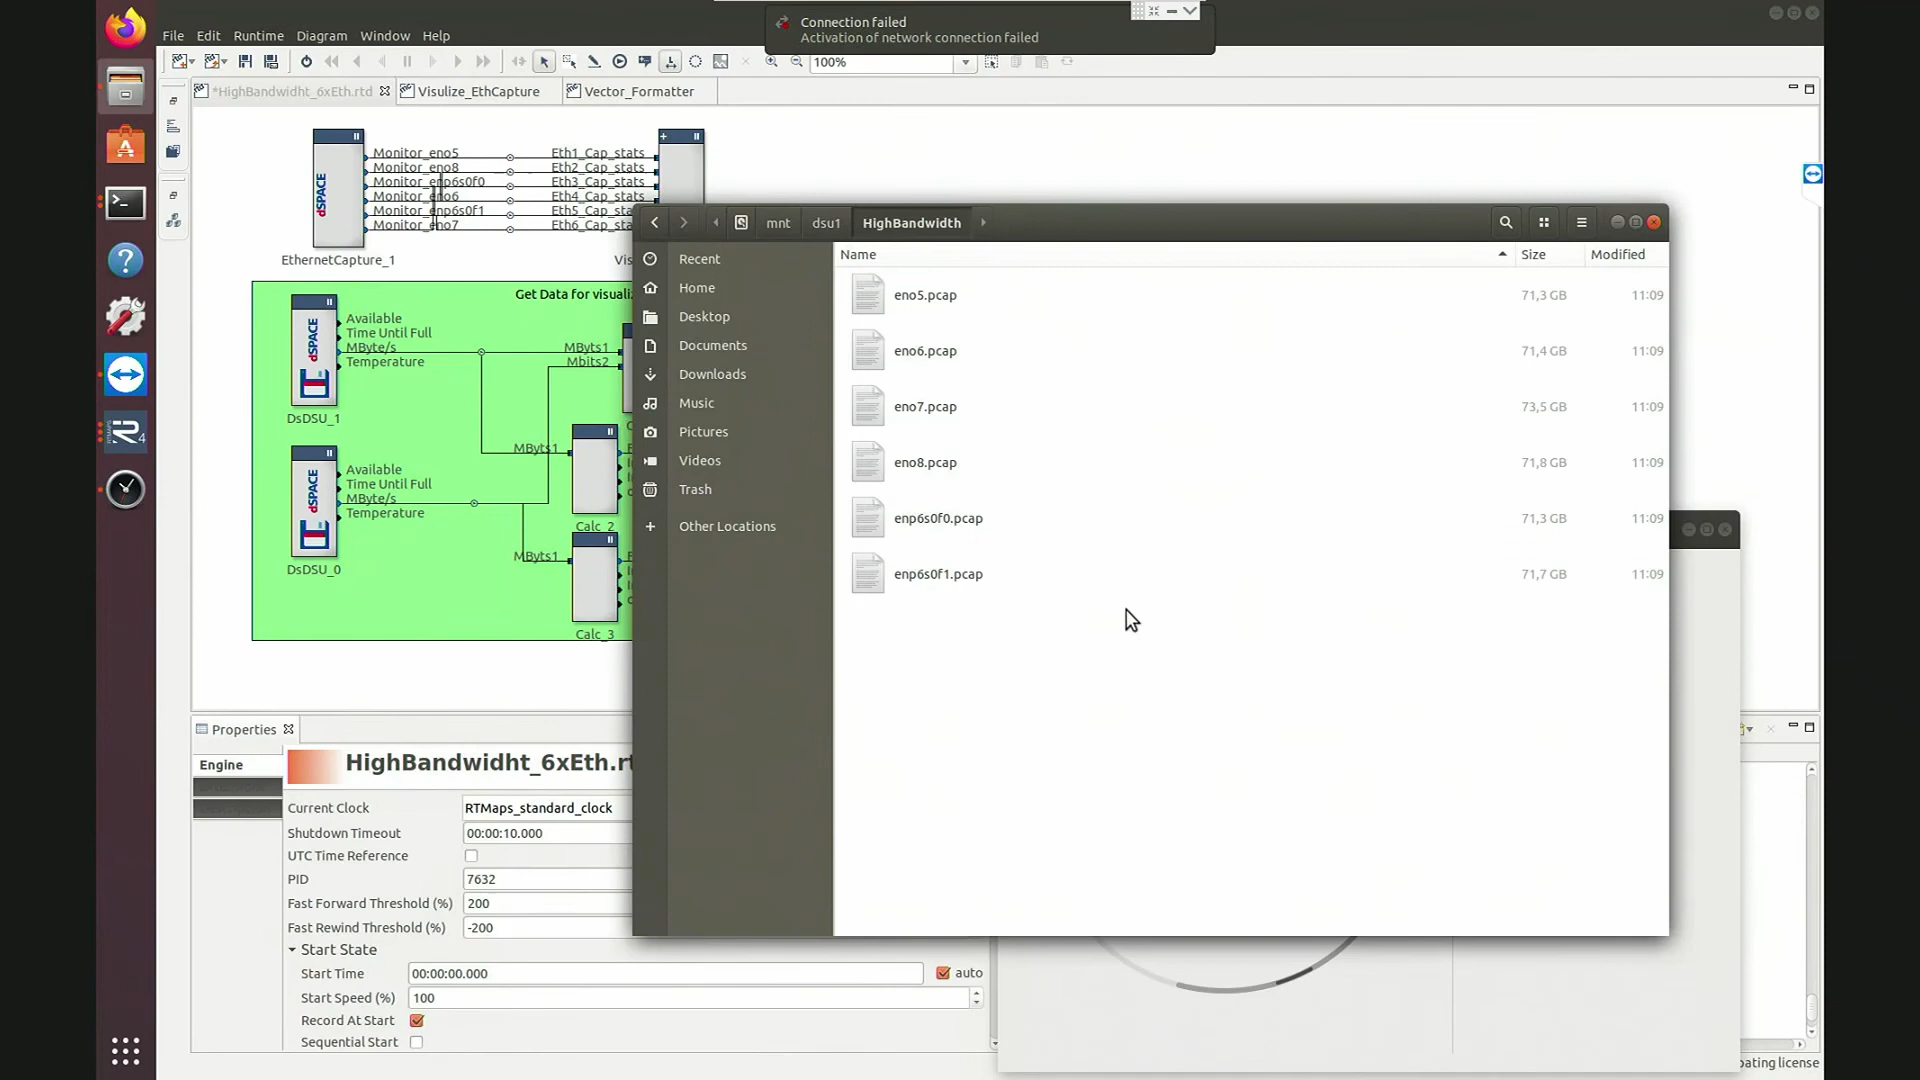 Connection failed
Activation of network connection failed
File Edit Runtime Diagram Window Help
100%
*HighBandwidht_6xEth.rtd Visulize_EthCapture Vector_Formatter
Monitor_eno5 Eth1_Cap_stats
Monitor_eno8 Eth2_Cap_stats
Monitor_enp6s0f0 Eth3_Cap_stats
Monitor_eno6 Eth4_Cap_stats
Monitor_enp6s0f1 Eth5_Cap_stats
Monitor_eno7 Eth6_Cap_stats
dSPACE
EthernetCapture_1 Vis
Get Data for visuali
dSPACE
Available
Time Until Full
MByte/s
Temperature
MByts1
Mbits2
DsDSU_1
MByts1
dSPACE
Available
Time Until Full
MByte/s
Temperature
Calc_2
MByts1
DsDSU_0
Calc_3
mnt dsu1 HighBandwidth
Recent
Home
Desktop
Documents
Downloads
Music
Pictures
Videos
Trash
Other Locations
Name Size Modified
eno5.pcap 71,3 GB 11:09
eno6.pcap 71,4 GB 11:09
eno7.pcap 73,5 GB 11:09
eno8.pcap 71,8 GB 11:09
enp6s0f0.pcap 71,3 GB 11:09
enp6s0f1.pcap 71,7 GB 11:09
Properties
Engine
HighBandwidht_6xEth.r
Current Clock RTMaps_standard_clock
Shutdown Timeout 00:00:10.000
UTC Time Reference
PID 7632
Fast Forward Threshold (%) 200
Fast Rewind Threshold (%) -200
Start State
Start Time 00:00:00.000 auto
Start Speed (%) 100
Record At Start
Sequential Start
oating license